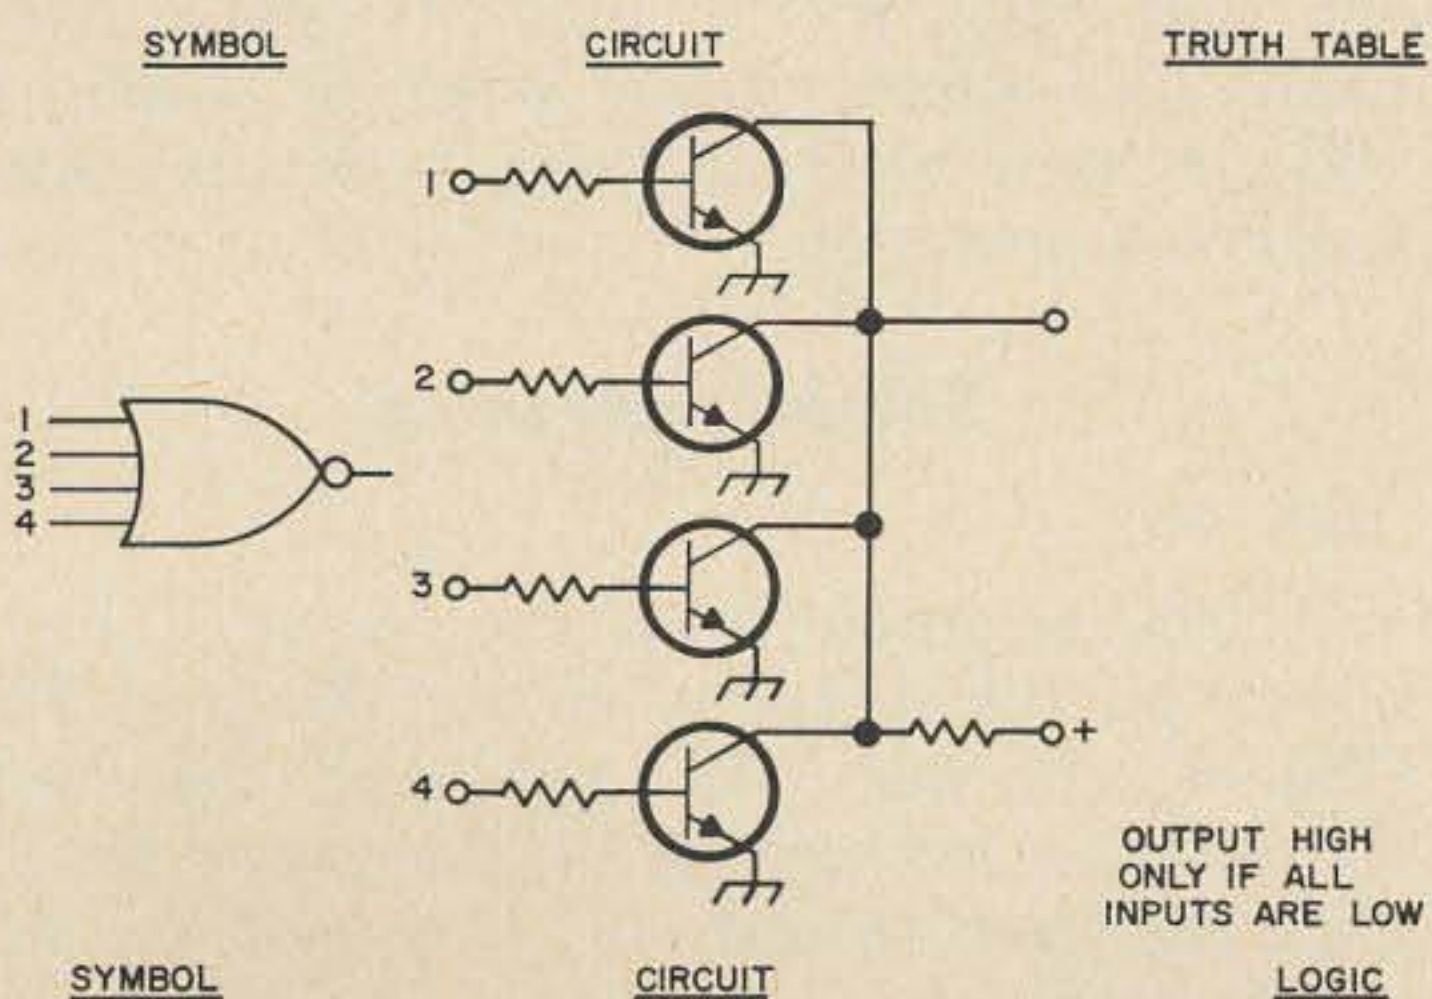 SYMBOL CIRCUIT TRUTH TABLE
1
2
1
2
3
4
3
4
+
OUTPUT HIGH
ONLY IF ALL
INPUTS ARE LOW
SYMBOL CIRCUIT LOGIC